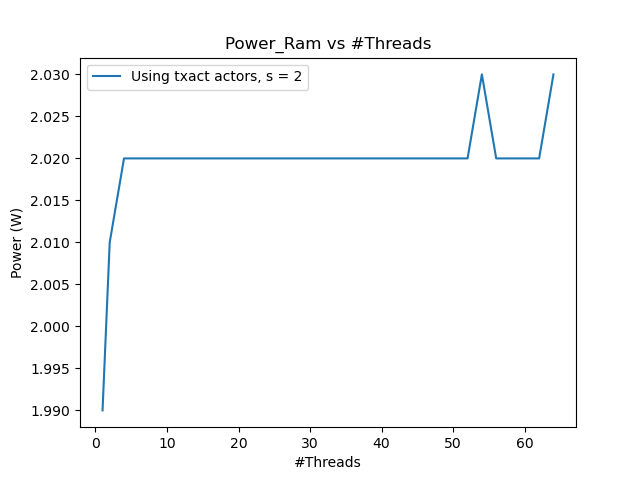 Power_Ram vs #Threads
Using txact actors, s = 2
Power (W)
2.030
2.025
2.020
2.015
2.010
2.005
2.000
1.995
1.990
0 10 20 30 40 50 60
#Threads